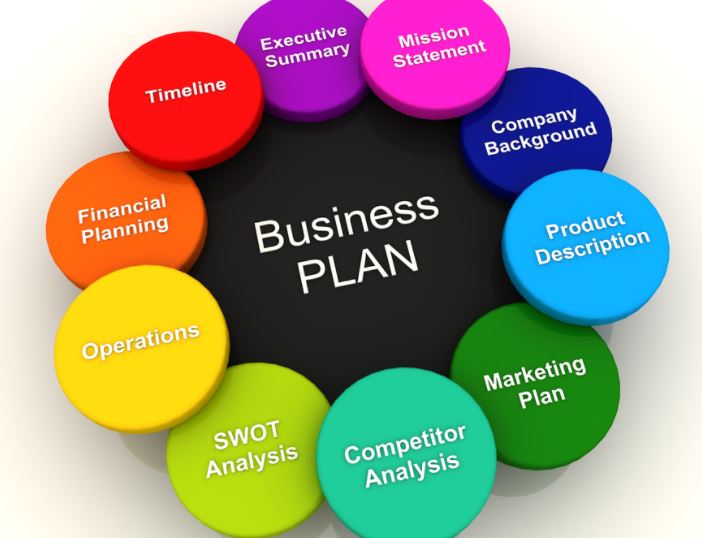 Business
PLAN
Executive
Summary
Mission
Statement
Company
Background
Product
Description
Marketing
Plan
Competitor
Analysis
SWOT
Analysis
Operations
Financial
Planning
Timeline